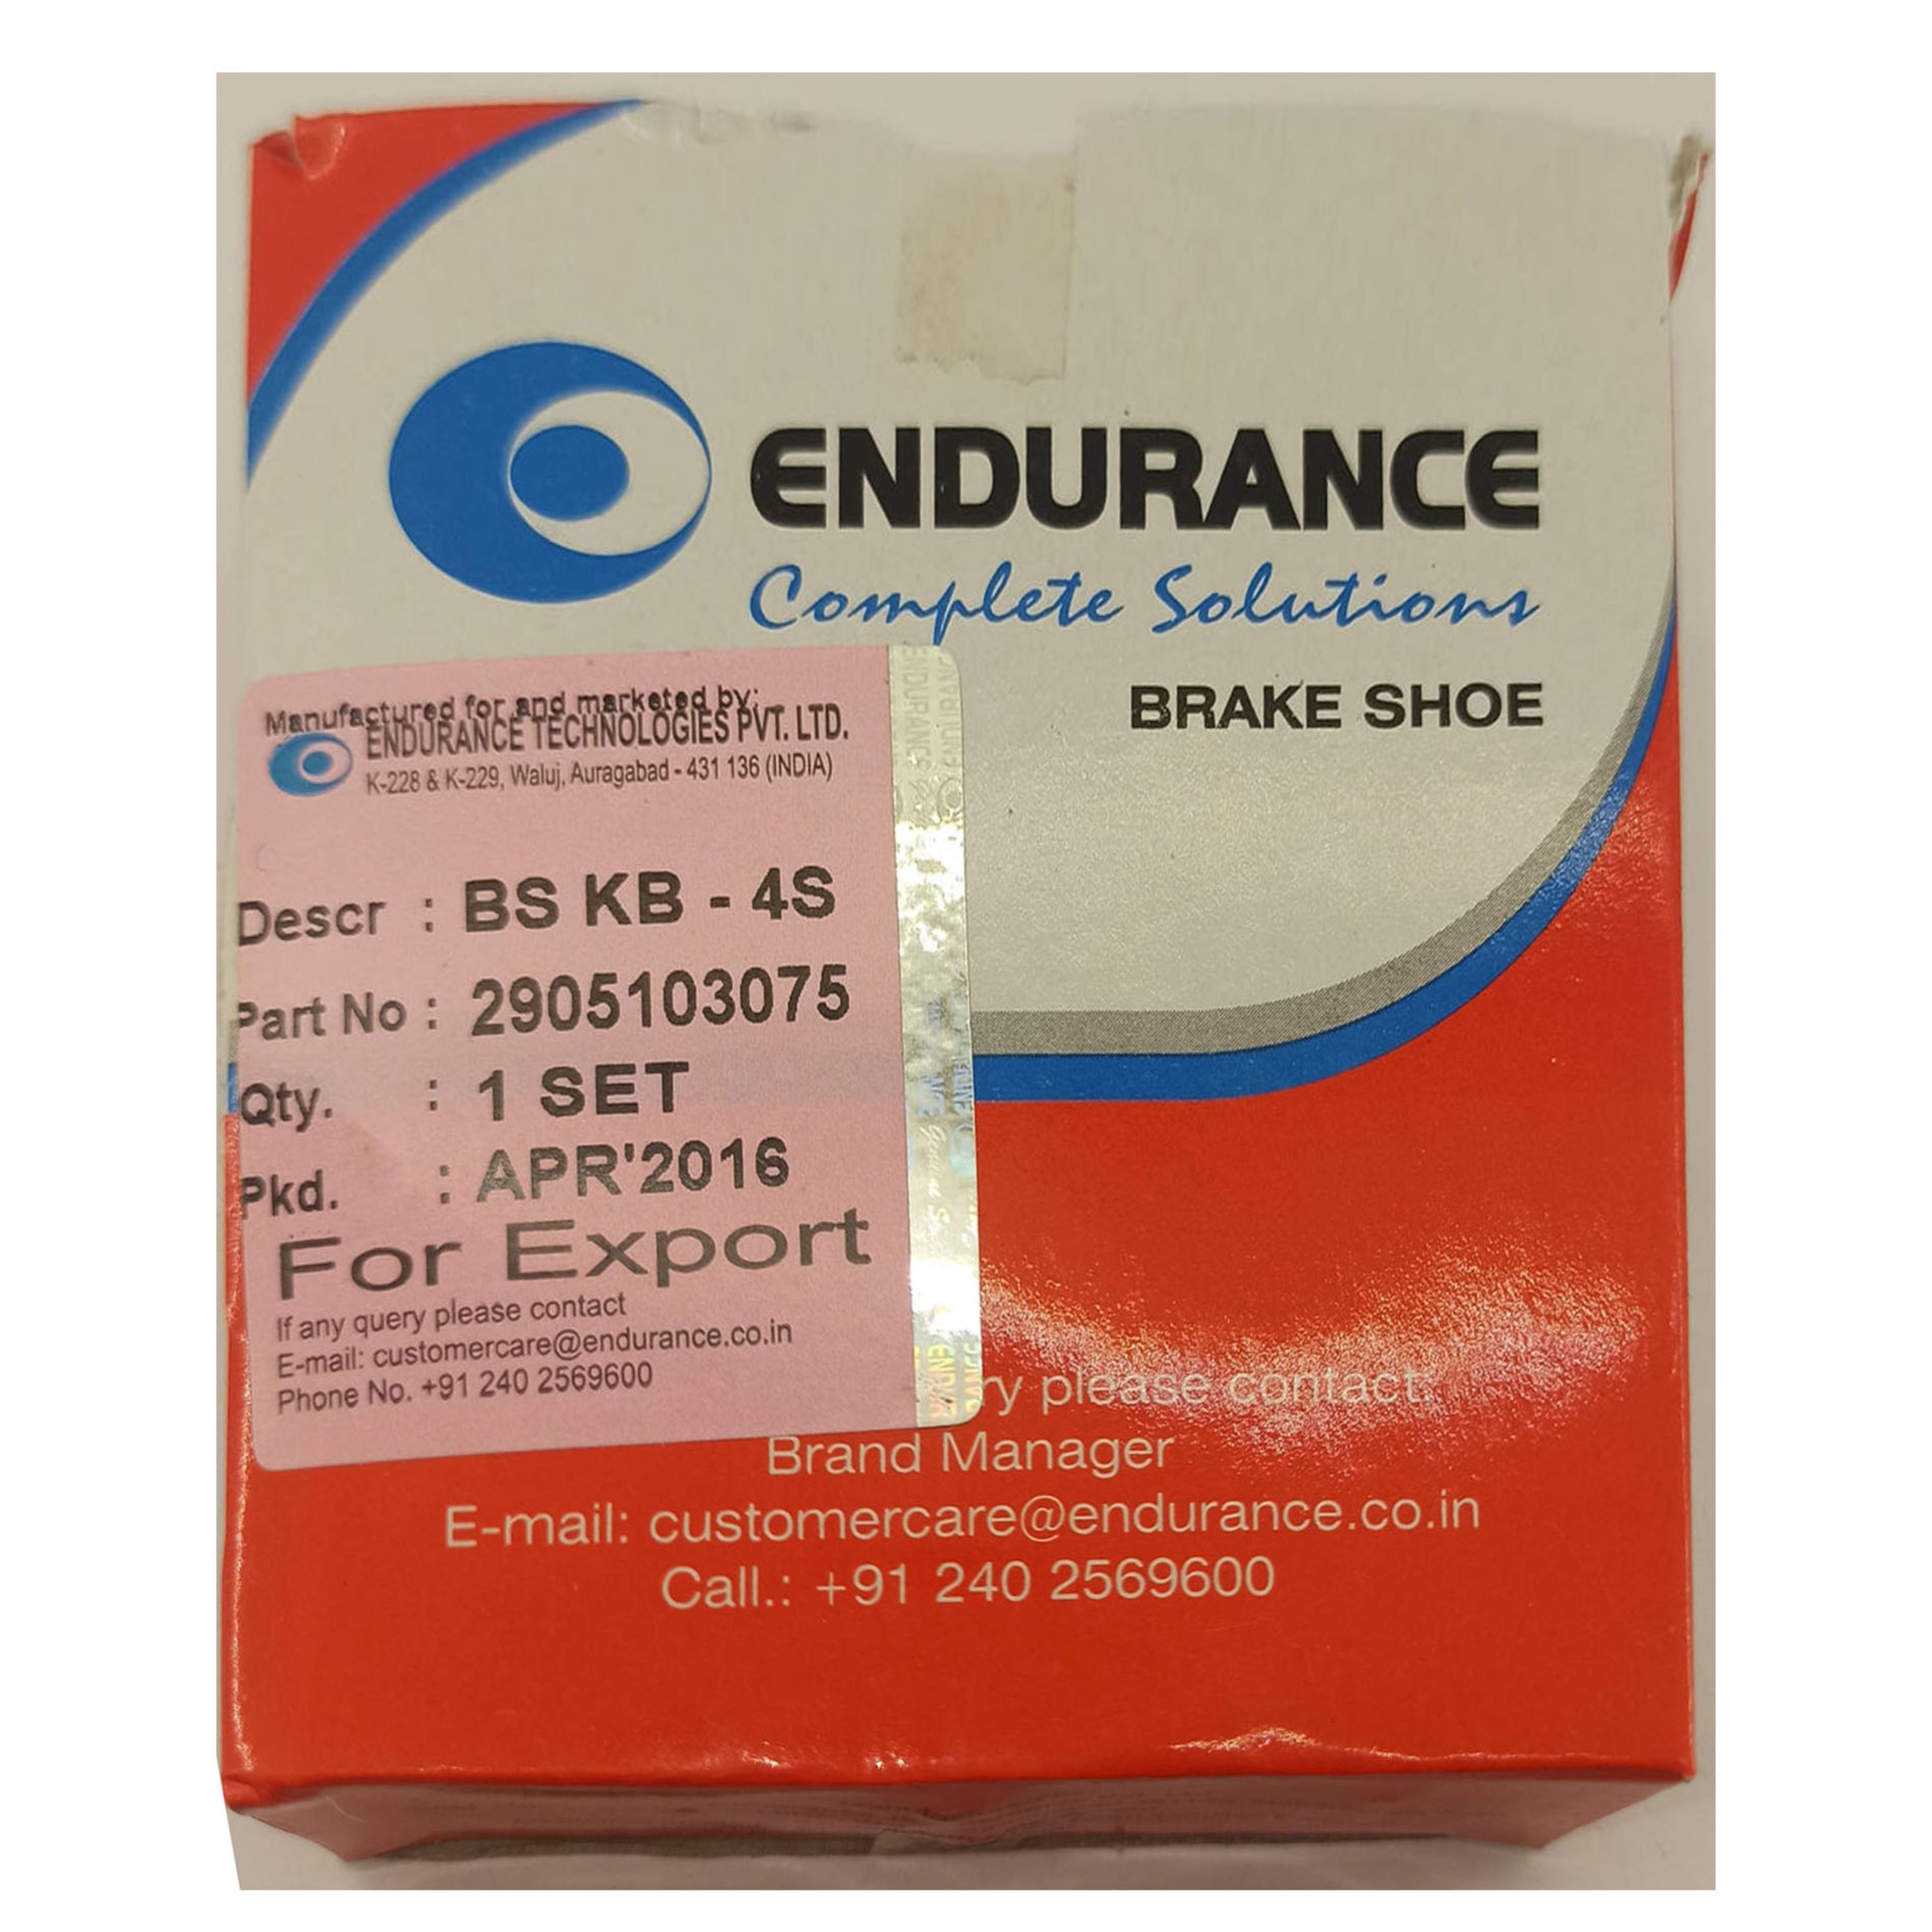 ENDURANCE
Complete Solutions
BRAKE SHOE
Manufactured for and marketed by:
ENDURANCE TECHNOLOGIES PVT. LTD.
K-228 & K-229, Waluj, Auragabad - 431 136 (INDIA)
Descr : BS KB - 4S
Part No : 2905103075
Qty. : 1 SET
Pkd. : APR'2016
For Export
If any query please contact
E-mail: customercare@endurance.co.in
Phone No. +91 240 2569600
please contact:
Brand Manager
E-mail: customercare@endurance.co.in
Call.: +91 240 2569600